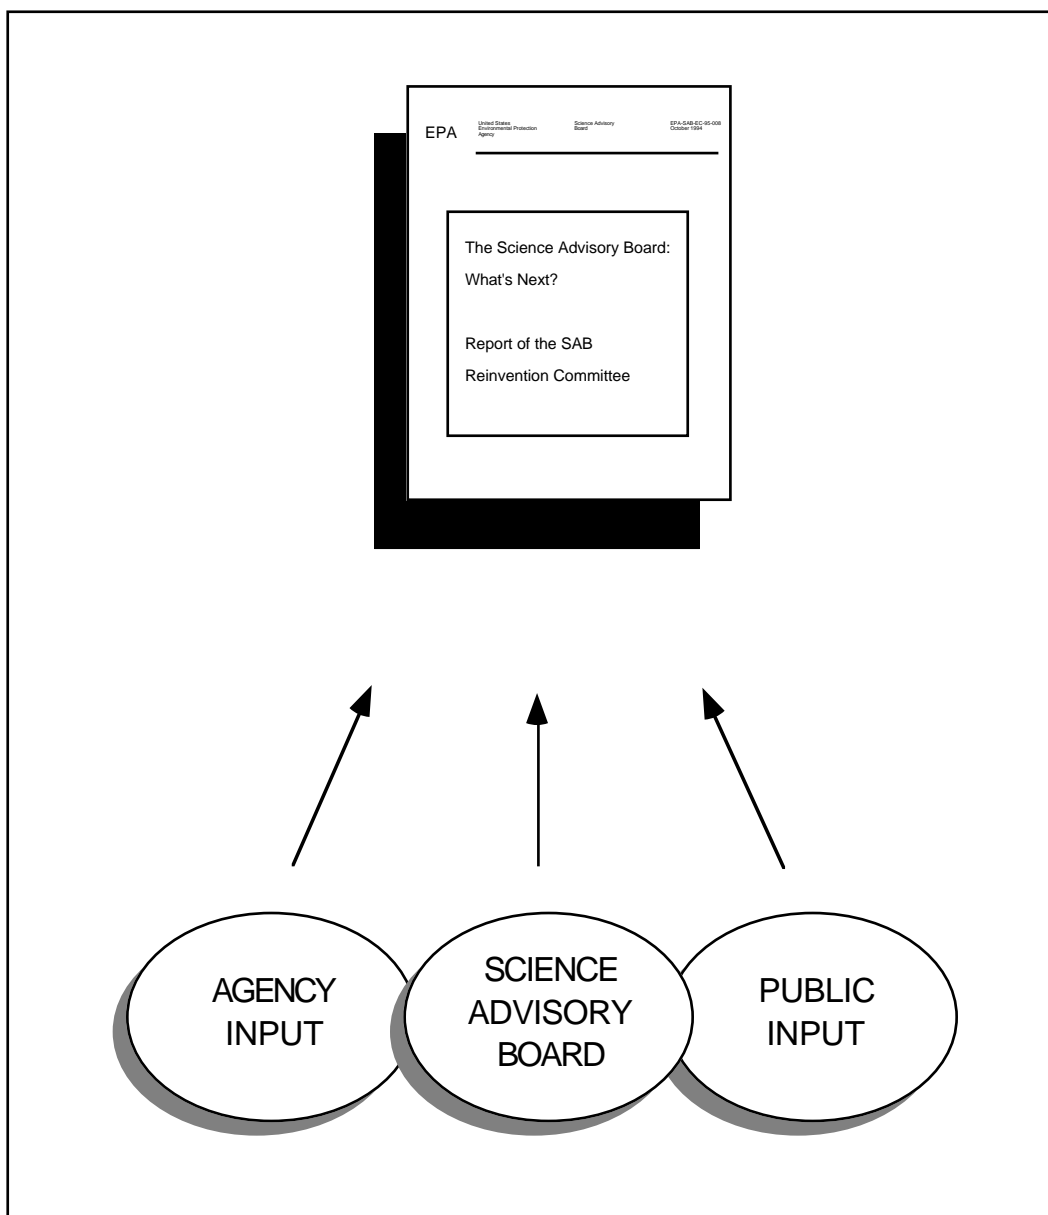 EPA
United States
Environmental Protection
Agency
Science Advisory
Board
EPA-SAB-EC-95-008
October 1994
The Science Advisory Board:
What's Next?
Report of the SAB
Reinvention Committee
AGENCY
INPUT
SCIENCE
ADVISORY
BOARD
PUBLIC
INPUT